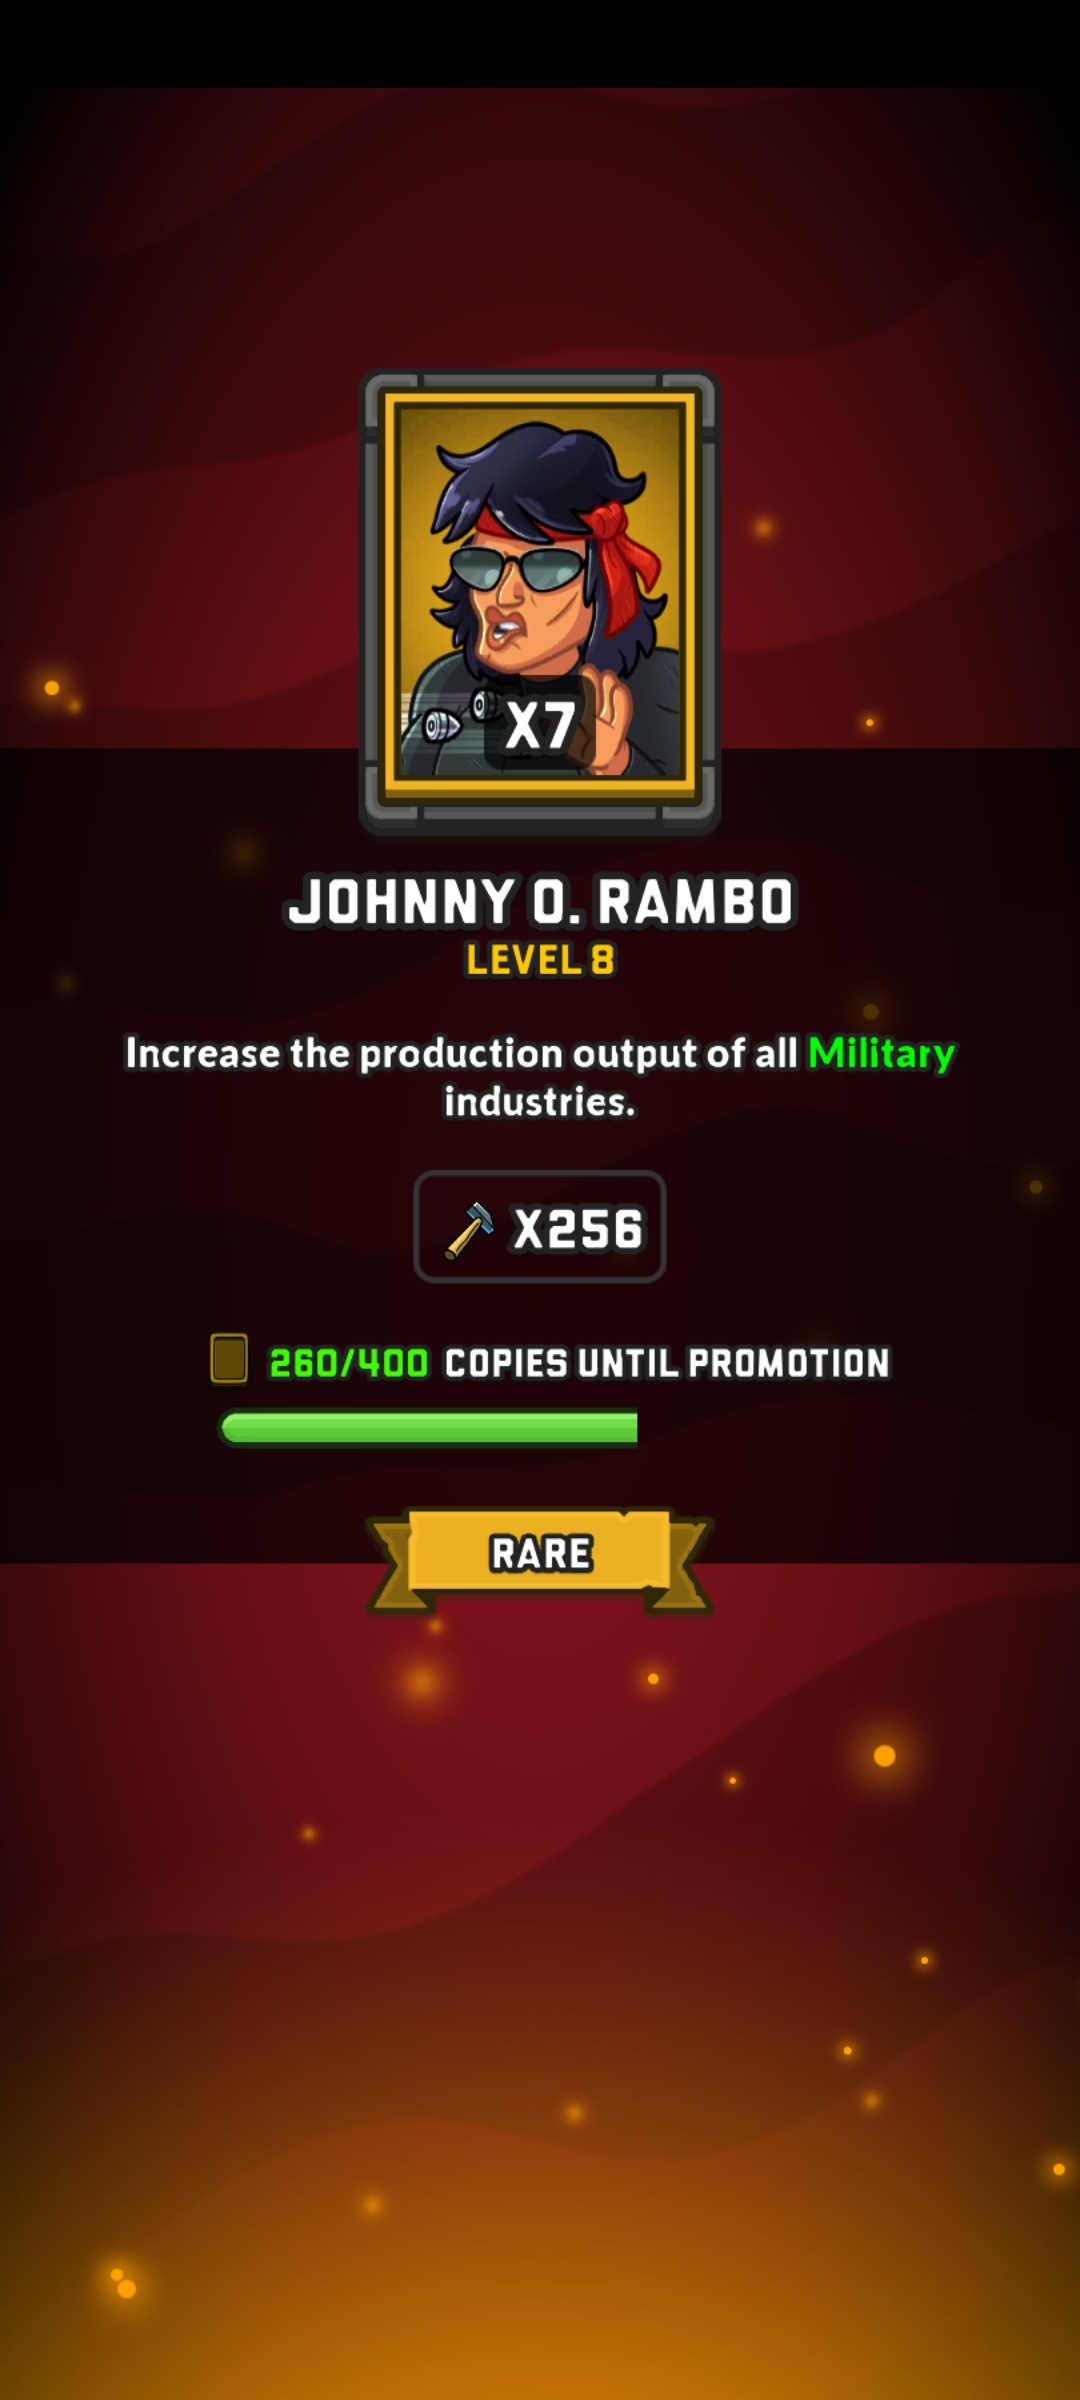 X7
JOHNNY O. RAMBO
LEVEL 8
Increase the production output of all Military
industries.
X256
260/400 COPIES UNTIL PROMOTION
RARE